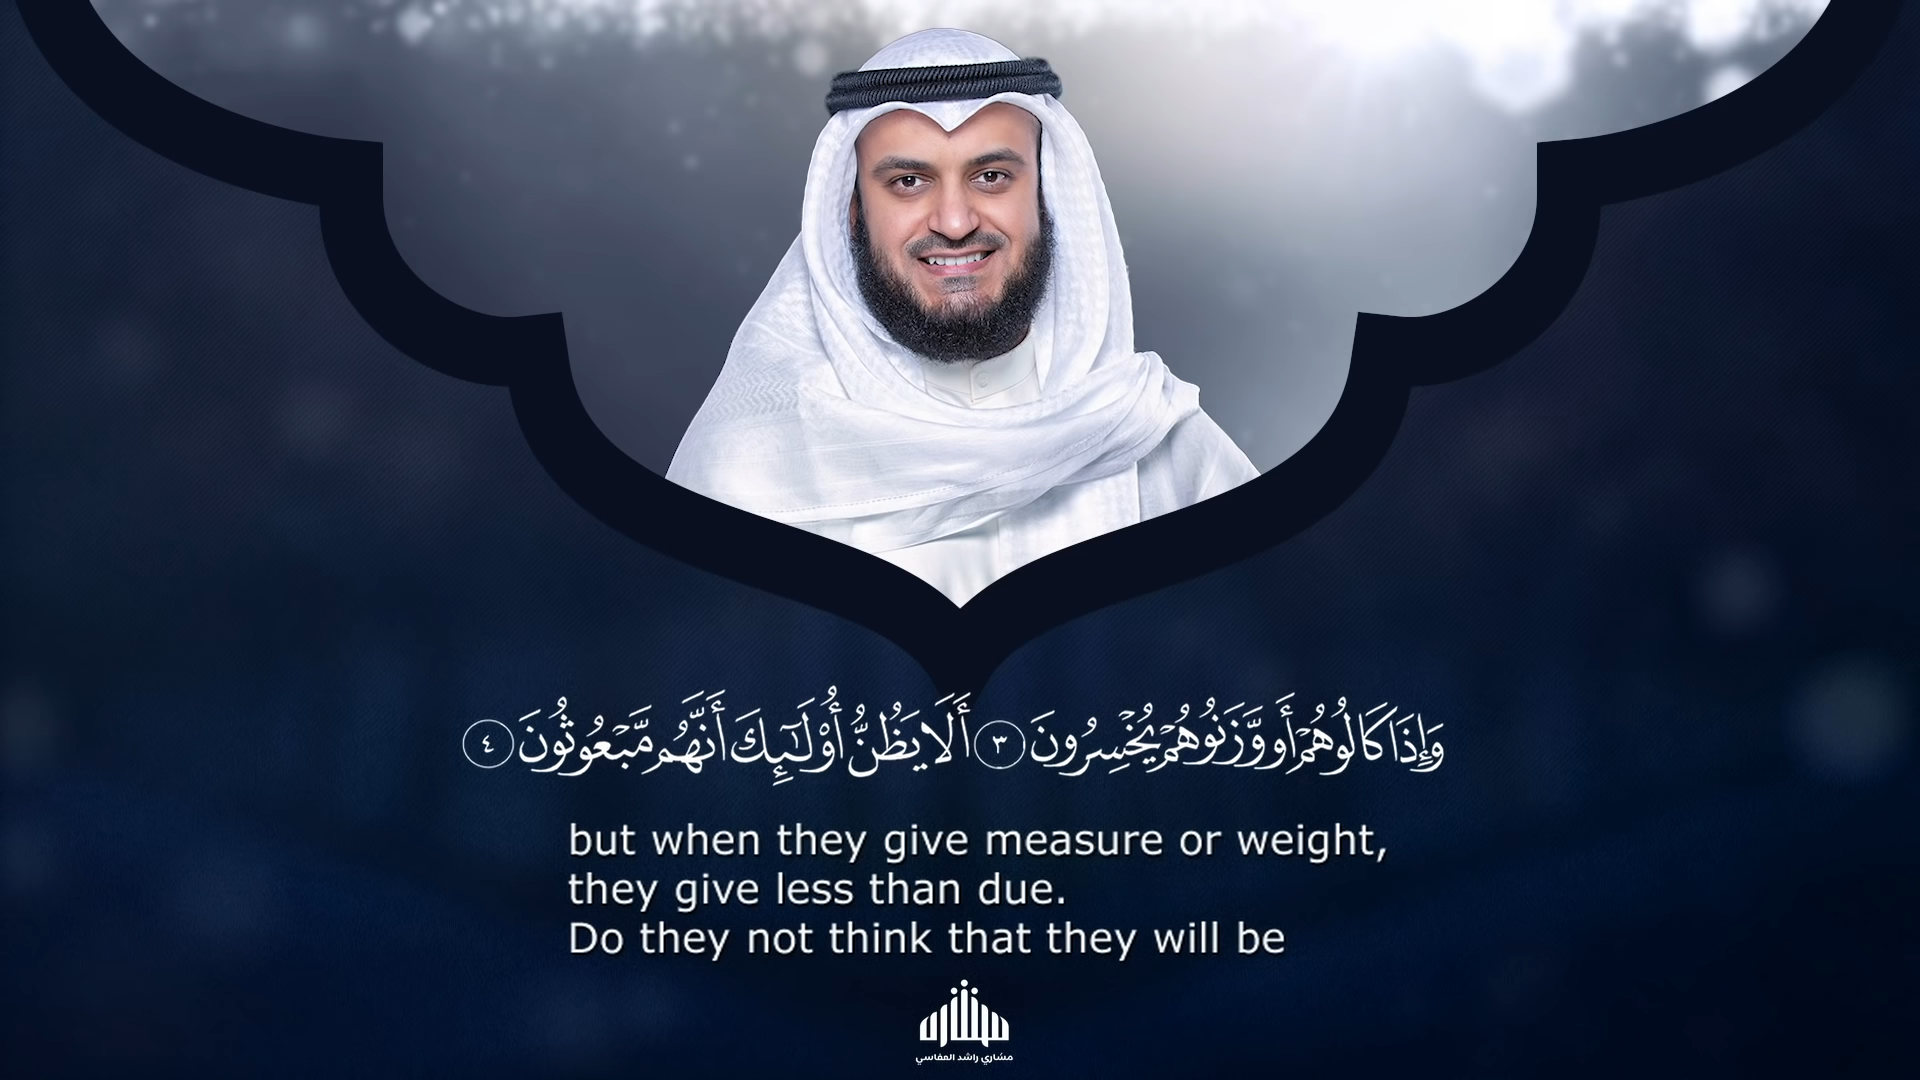 وَإِذَا كَالُوهُمْ أَو وَّزَنُوهُمْ يُخْسِرُونَ ٣ أَلَا يَظُنُّ أُوْلَٰٓئِكَ أَنَّهُم مَّبْعُوثُونَ ٤
but when they give measure or weight,
they give less than due.
Do they not think that they will be
مشاري
مشاري راشد العفاسي